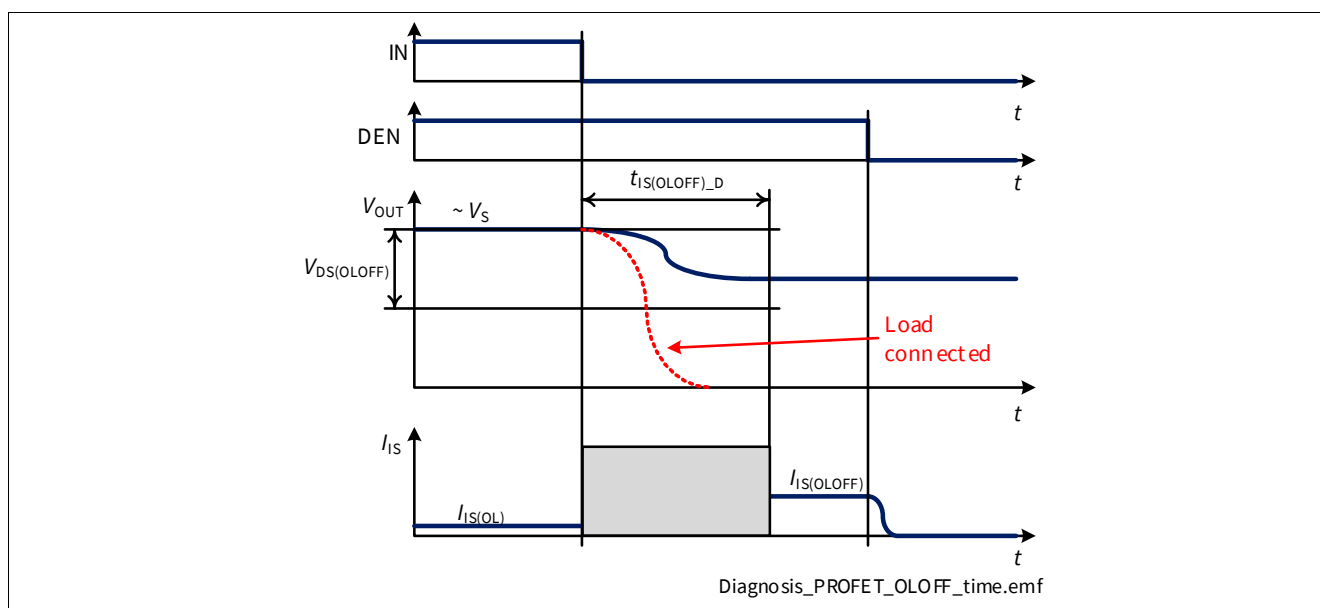 IN
t
DEN
t
tIS(OLOFF)_D
VOUT
~ VS
VDS(OLOFF)
Load
connected
t
IIS
IIS(OLOFF)
IIS(OL)
t
Diagnosis_PROFET_OLOFF_time.emf